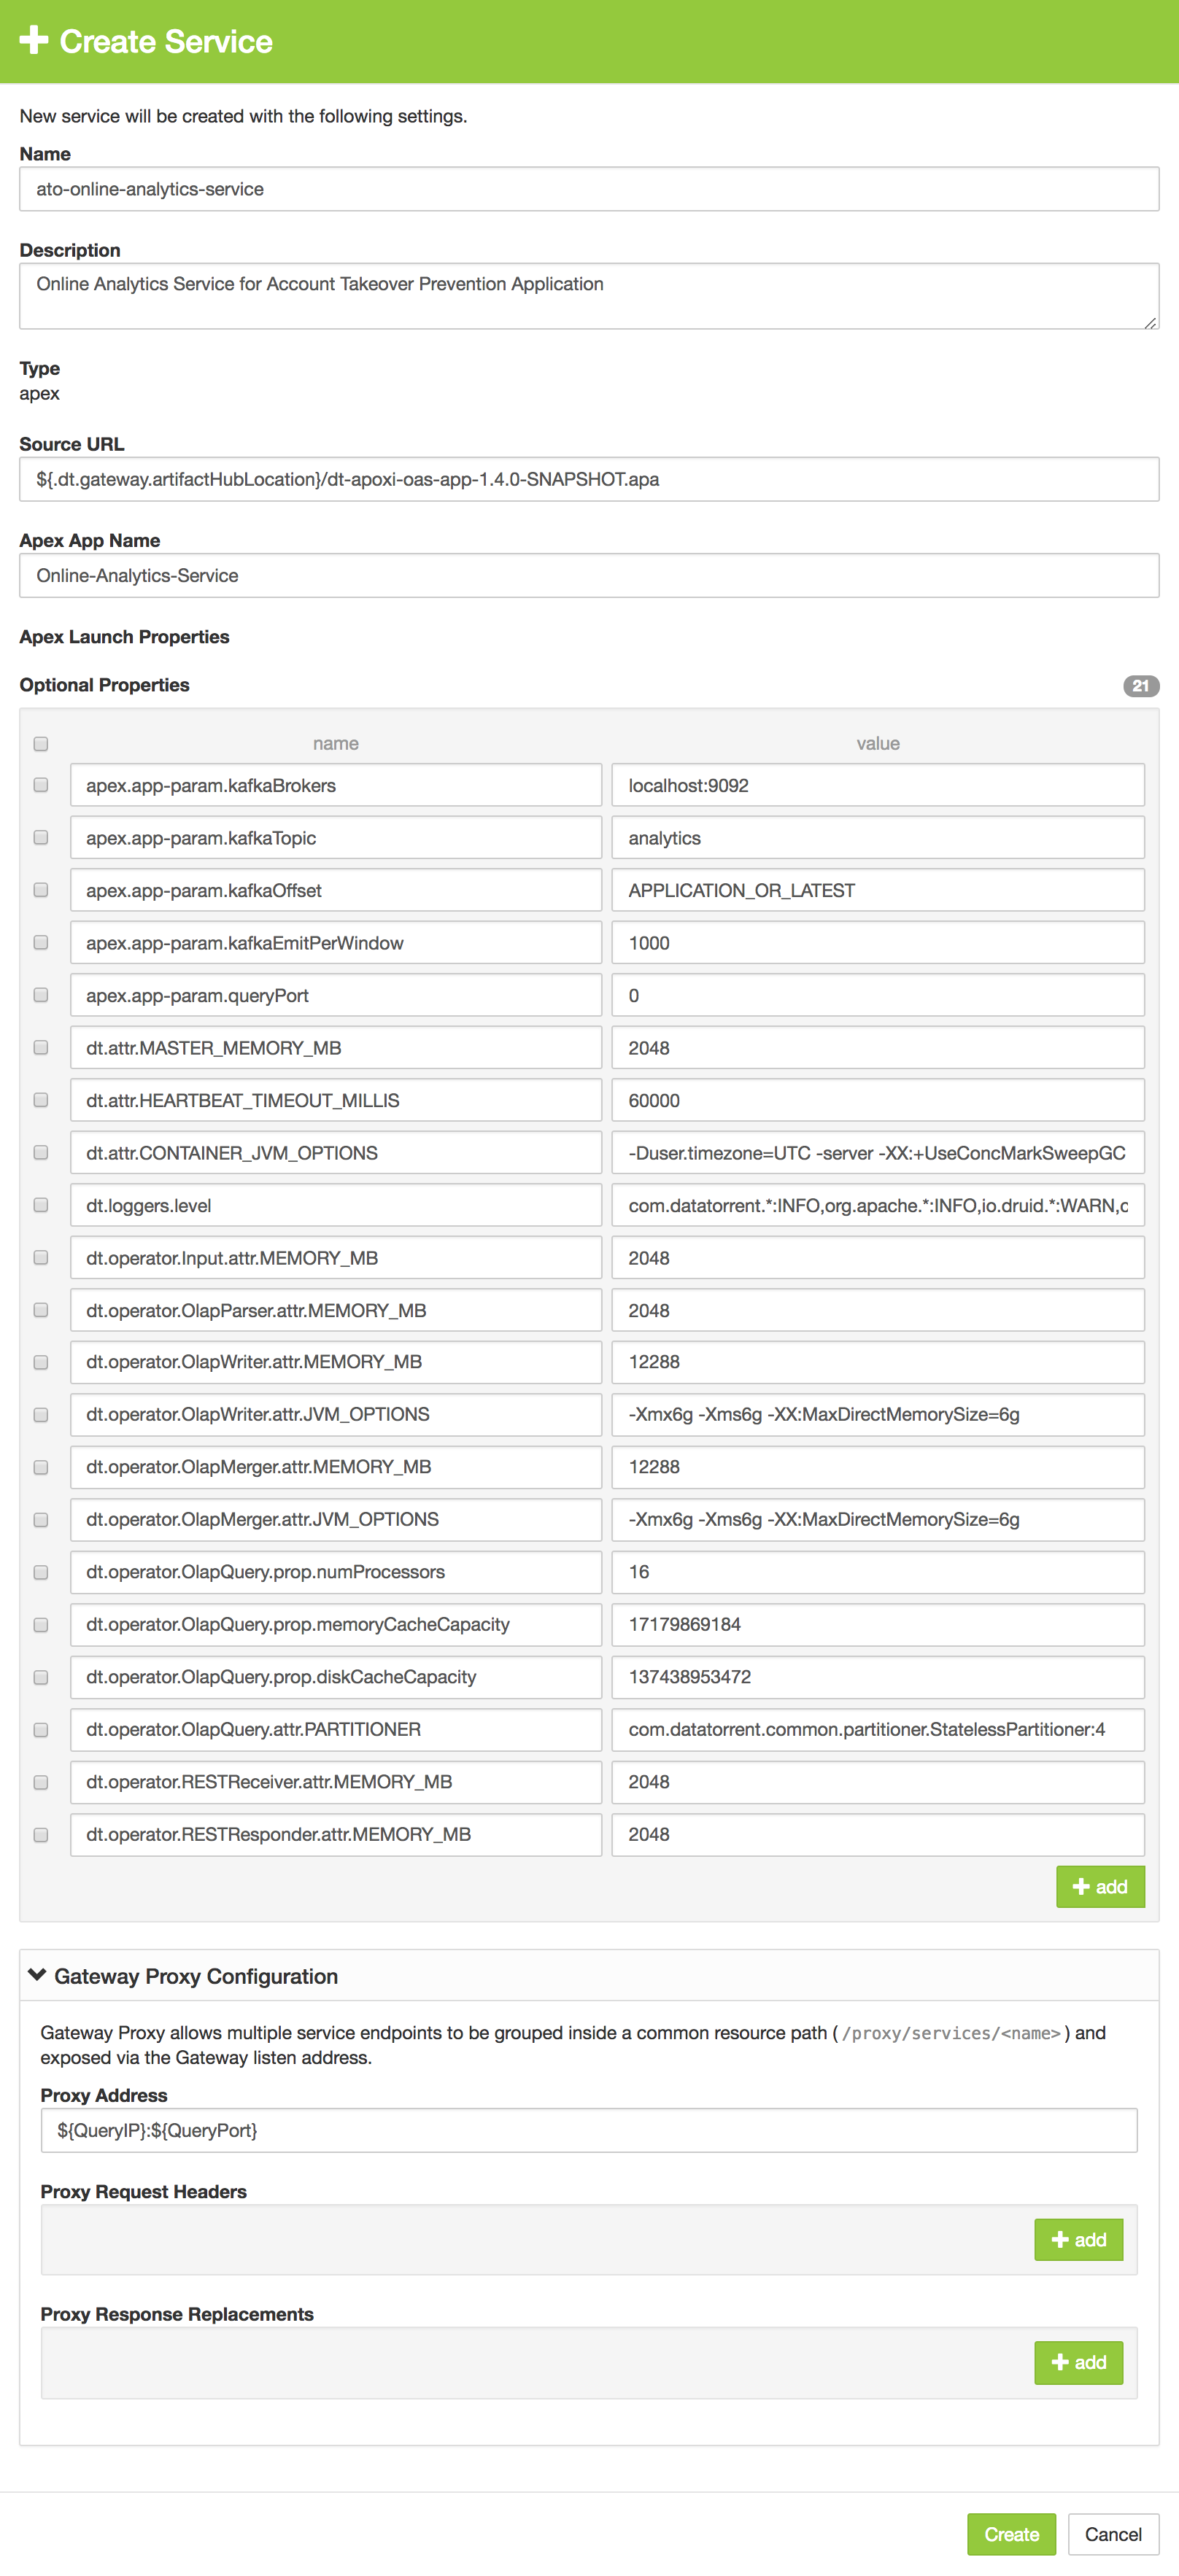 Create Service
New service will be created with the following settings.
Name
ato-online-analytics-service
Description
Online Analytics Service for Account Takeover Prevention Application
Type
apex
Source URL
${.dt.gateway.artifactHubLocation}/dt-apoxi-oas-app-1.4.0-SNAPSHOT.apa
Apex App Name
Online-Analytics-Service
Apex Launch Properties
Optional Properties 21
name value
apex.app-param.kafkaBrokers localhost:9092
apex.app-param.kafkaTopic analytics
apex.app-param.kafkaOffset APPLICATION_OR_LATEST
apex.app-param.kafkaEmitPerWindow 1000
apex.app-param.queryPort 0
dt.attr.MASTER_MEMORY_MB 2048
dt.attr.HEARTBEAT_TIMEOUT_MILLIS 60000
dt.attr.CONTAINER_JVM_OPTIONS -Duser.timezone=UTC -server -XX:+UseConcMarkSweepGC
dt.loggers.level com.datatorrent.*:INFO,org.apache.*:INFO,io.druid.*:WARN,c
dt.operator.Input.attr.MEMORY_MB 2048
dt.operator.OlapParser.attr.MEMORY_MB 2048
dt.operator.OlapWriter.attr.MEMORY_MB 12288
dt.operator.OlapWriter.attr.JVM_OPTIONS -Xmx6g -Xms6g -XX:MaxDirectMemorySize=6g
dt.operator.OlapMerger.attr.MEMORY_MB 12288
dt.operator.OlapMerger.attr.JVM_OPTIONS -Xmx6g -Xms6g -XX:MaxDirectMemorySize=6g
dt.operator.OlapQuery.prop.numProcessors 16
dt.operator.OlapQuery.prop.memoryCacheCapacity 17179869184
dt.operator.OlapQuery.prop.diskCacheCapacity 137438953472
dt.operator.OlapQuery.attr.PARTITIONER com.datatorrent.common.partitioner.StatelessPartitioner:4
dt.operator.RESTReceiver.attr.MEMORY_MB 2048
dt.operator.RESTResponder.attr.MEMORY_MB 2048
add
Gateway Proxy Configuration
Gateway Proxy allows multiple service endpoints to be grouped inside a common resource path ( /proxy/services/<name> ) and
exposed via the Gateway listen address.
Proxy Address
${QueryIP}:${QueryPort}
Proxy Request Headers
add
Proxy Response Replacements
add
Create Cancel